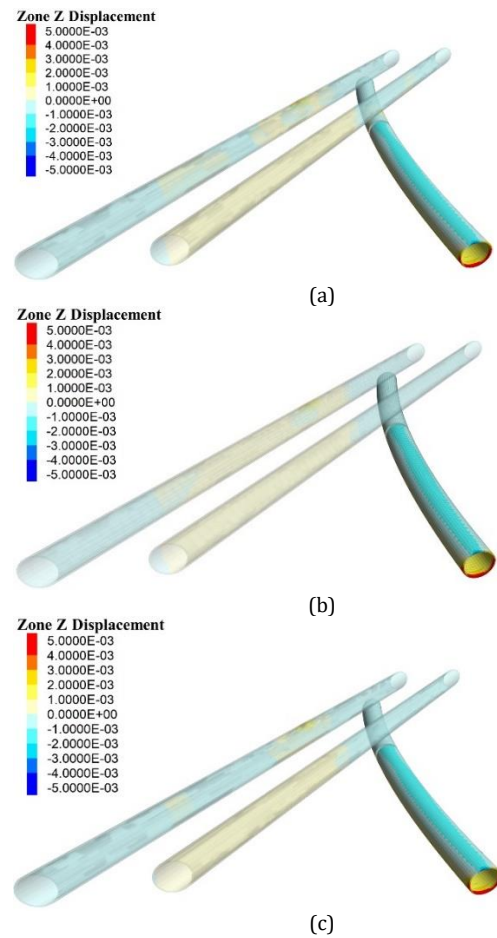 Zone Z Displacement
5.0000E-03
4.0000E-03
3.0000E-03
2.0000E-03
1.0000E-03
0.0000E+00
-1.0000E-03
-2.0000E-03
-3.0000E-03
-4.0000E-03
-5.0000E-03
(a)
Zone Z Displacement
5.0000E-03
4.0000E-03
3.0000E-03
2.0000E-03
1.0000E-03
0.0000E+00
-1.0000E-03
-2.0000E-03
-3.0000E-03
-4.0000E-03
-5.0000E-03
(b)
Zone Z Displacement
5.0000E-03
4.0000E-03
3.0000E-03
2.0000E-03
1.0000E-03
0.0000E+00
-1.0000E-03
-2.0000E-03
-3.0000E-03
-4.0000E-03
-5.0000E-03
(c)